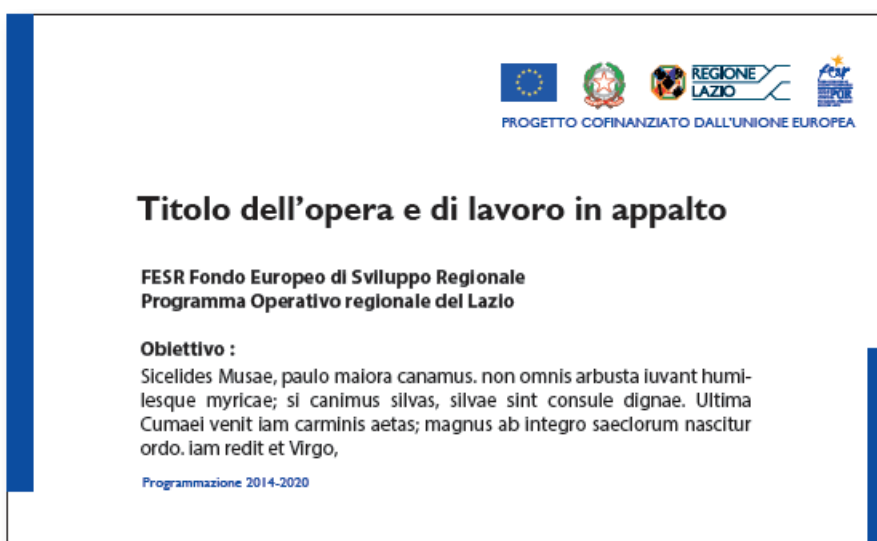 REGIONE
LAZIO
fesr
POR
PROGETTO COFINANZIATO DALL'UNIONE EUROPEA
Titolo dell'opera e di lavoro in appalto
FESR Fondo Europeo di Sviluppo Regionale
Programma Operativo regionale del Lazio
Obiettivo :
Sicelides Musae, paulo maiora canamus. non omnis arbusta iuvant humi-
lesque myricae; si canimus silvas, silvae sint consule dignae. Ultima
Cumaei venit iam carminis aetas; magnus ab integro saeclorum nascitur
ordo. iam redit et Virgo,
Programmazione 2014-2020